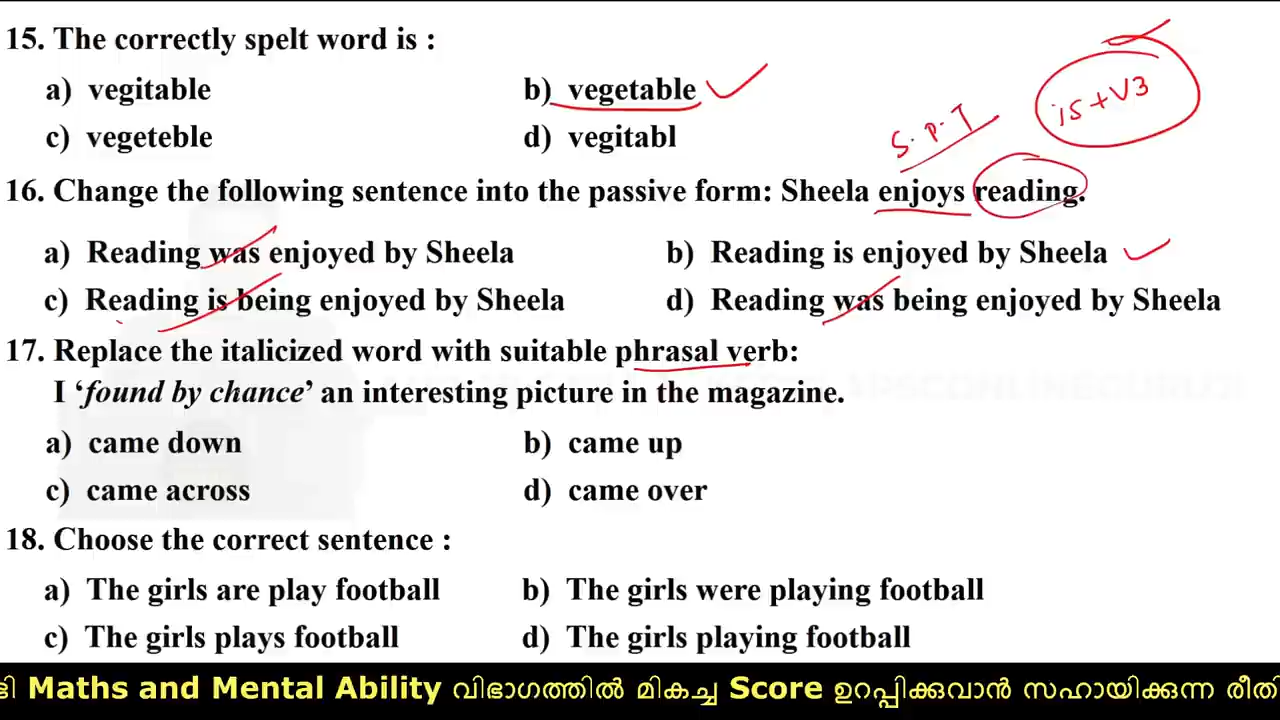 15. The correctly spelt word is :
a) vegitable b) vegetable
c) vegeteble d) vegitabl
S.P.T
is+V3
16. Change the following sentence into the passive form: Sheela enjoys reading.
a) Reading was enjoyed by Sheela b) Reading is enjoyed by Sheela
c) Reading is being enjoyed by Sheela d) Reading was being enjoyed by Sheela
17. Replace the italicized word with suitable phrasal verb:
I ‘found by chance’ an interesting picture in the magazine.
a) came down b) came up
c) came across d) came over
18. Choose the correct sentence :
a) The girls are play football b) The girls were playing football
c) The girls plays football d) The girls playing football
Maths and Mental Ability വിഭാഗത്തിൽ മികച്ച Score ഉറപ്പിക്കുവാൻ സഹായിക്കുന്ന രീതി